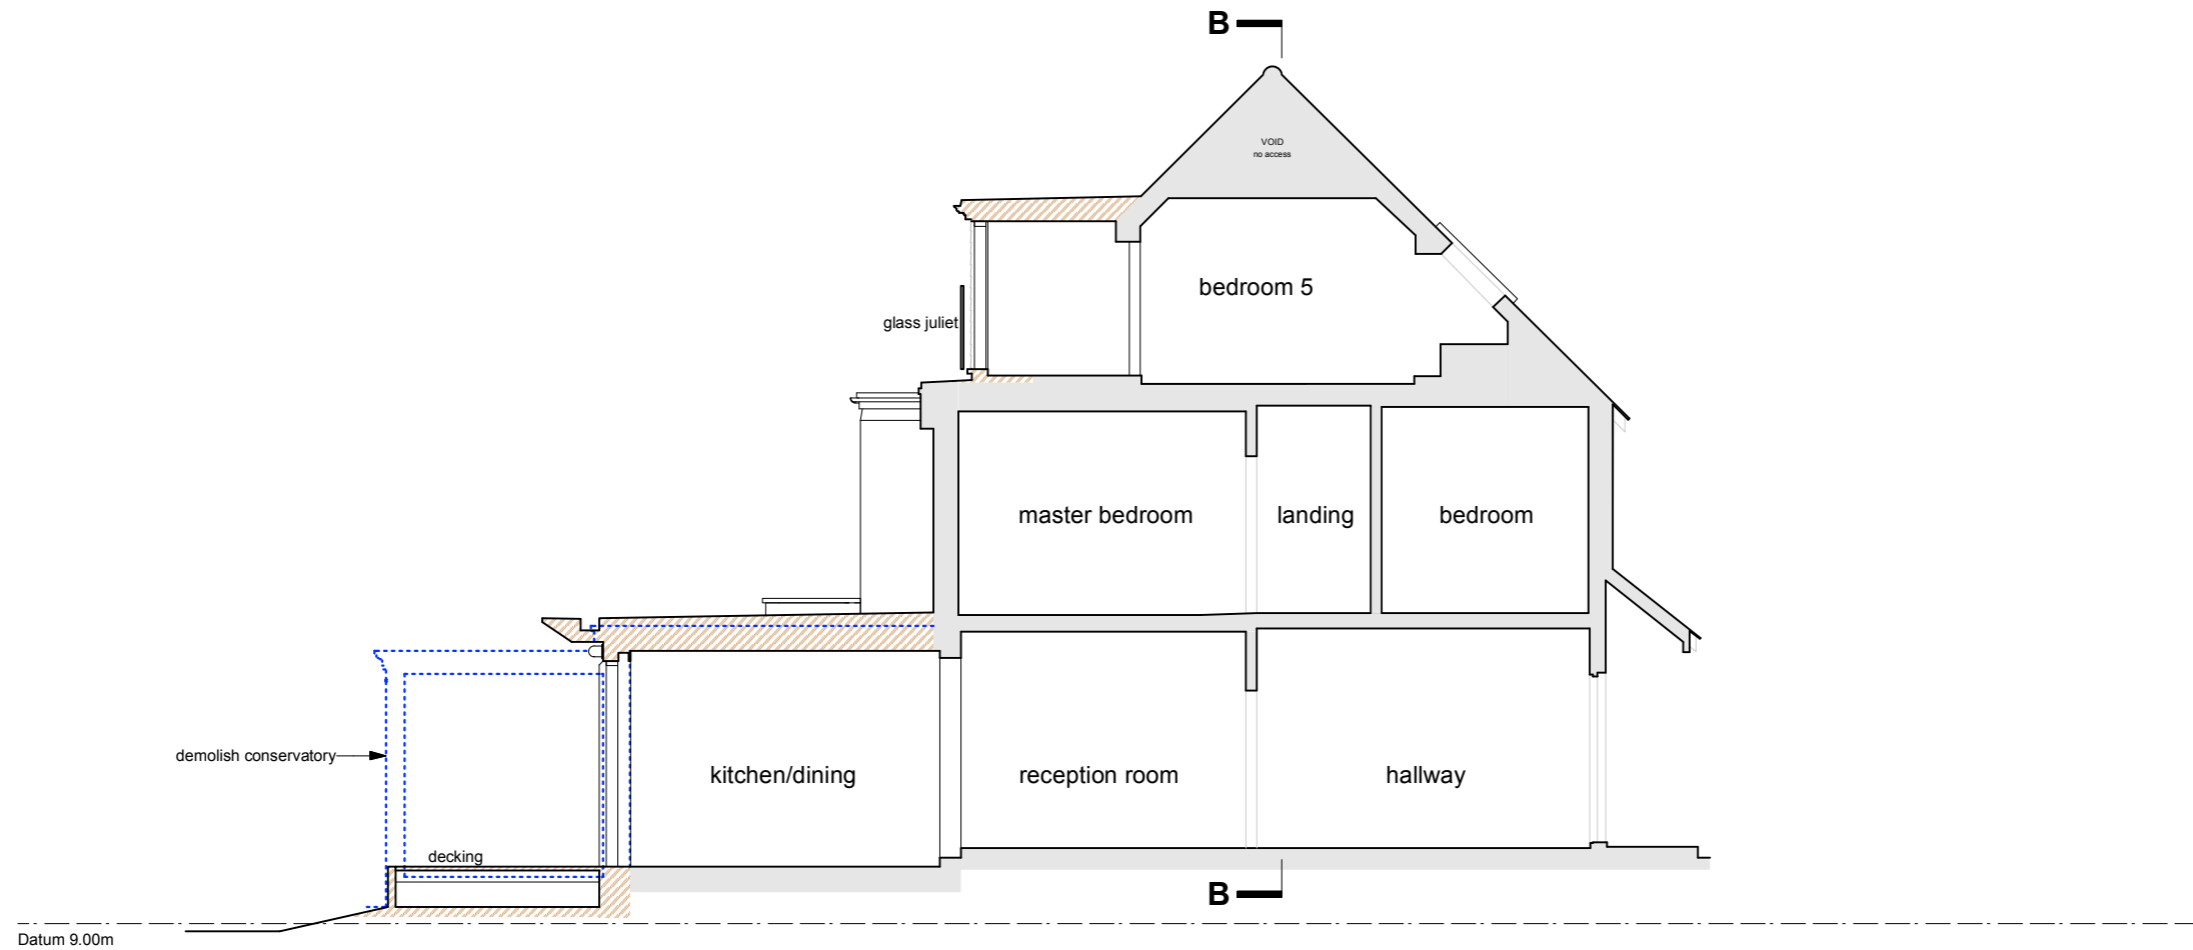 B
VOID
no access
bedroom 5
glass juliet
master bedroom
landing
bedroom
demolish conservatory
kitchen/dining
reception room
hallway
decking
B
Datum 9.00m